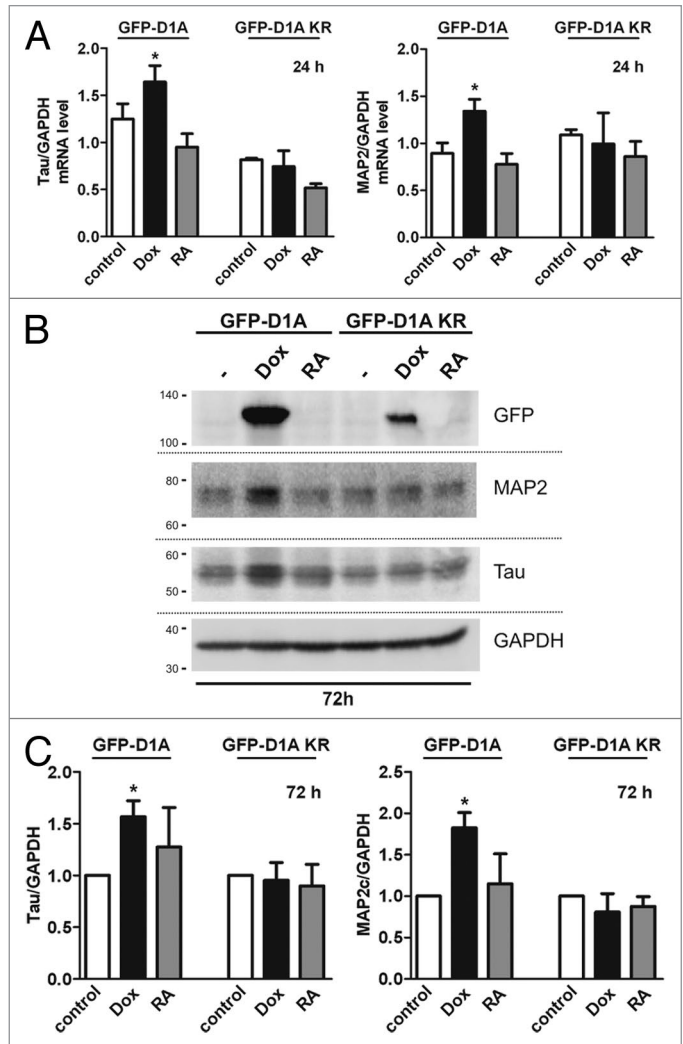 A
GFP-D1A GFP-D1A KR
24 h
Tau/GAPDH
mRNA level
2.0
1.5
1.0
0.5
0.0
*
control Dox RA control Dox RA
GFP-D1A GFP-D1A KR
24 h
MAP2/GAPDH
mRNA level
2.0
1.5
1.0
0.5
0.0
*
control Dox RA control Dox RA
B
GFP-D1A GFP-D1A KR
- Dox RA - Dox RA
140 -
GFP
100 -
80 -
MAP2
60 -
60 -
Tau
50 -
40 -
GAPDH
30 -
72h
C
GFP-D1A GFP-D1A KR
72 h
Tau/GAPDH
2.0
1.5
1.0
0.5
0.0
*
control Dox RA control Dox RA
GFP-D1A GFP-D1A KR
72 h
MAP2c/GAPDH
2.5
2.0
1.5
1.0
0.5
0.0
*
control Dox RA control Dox RA